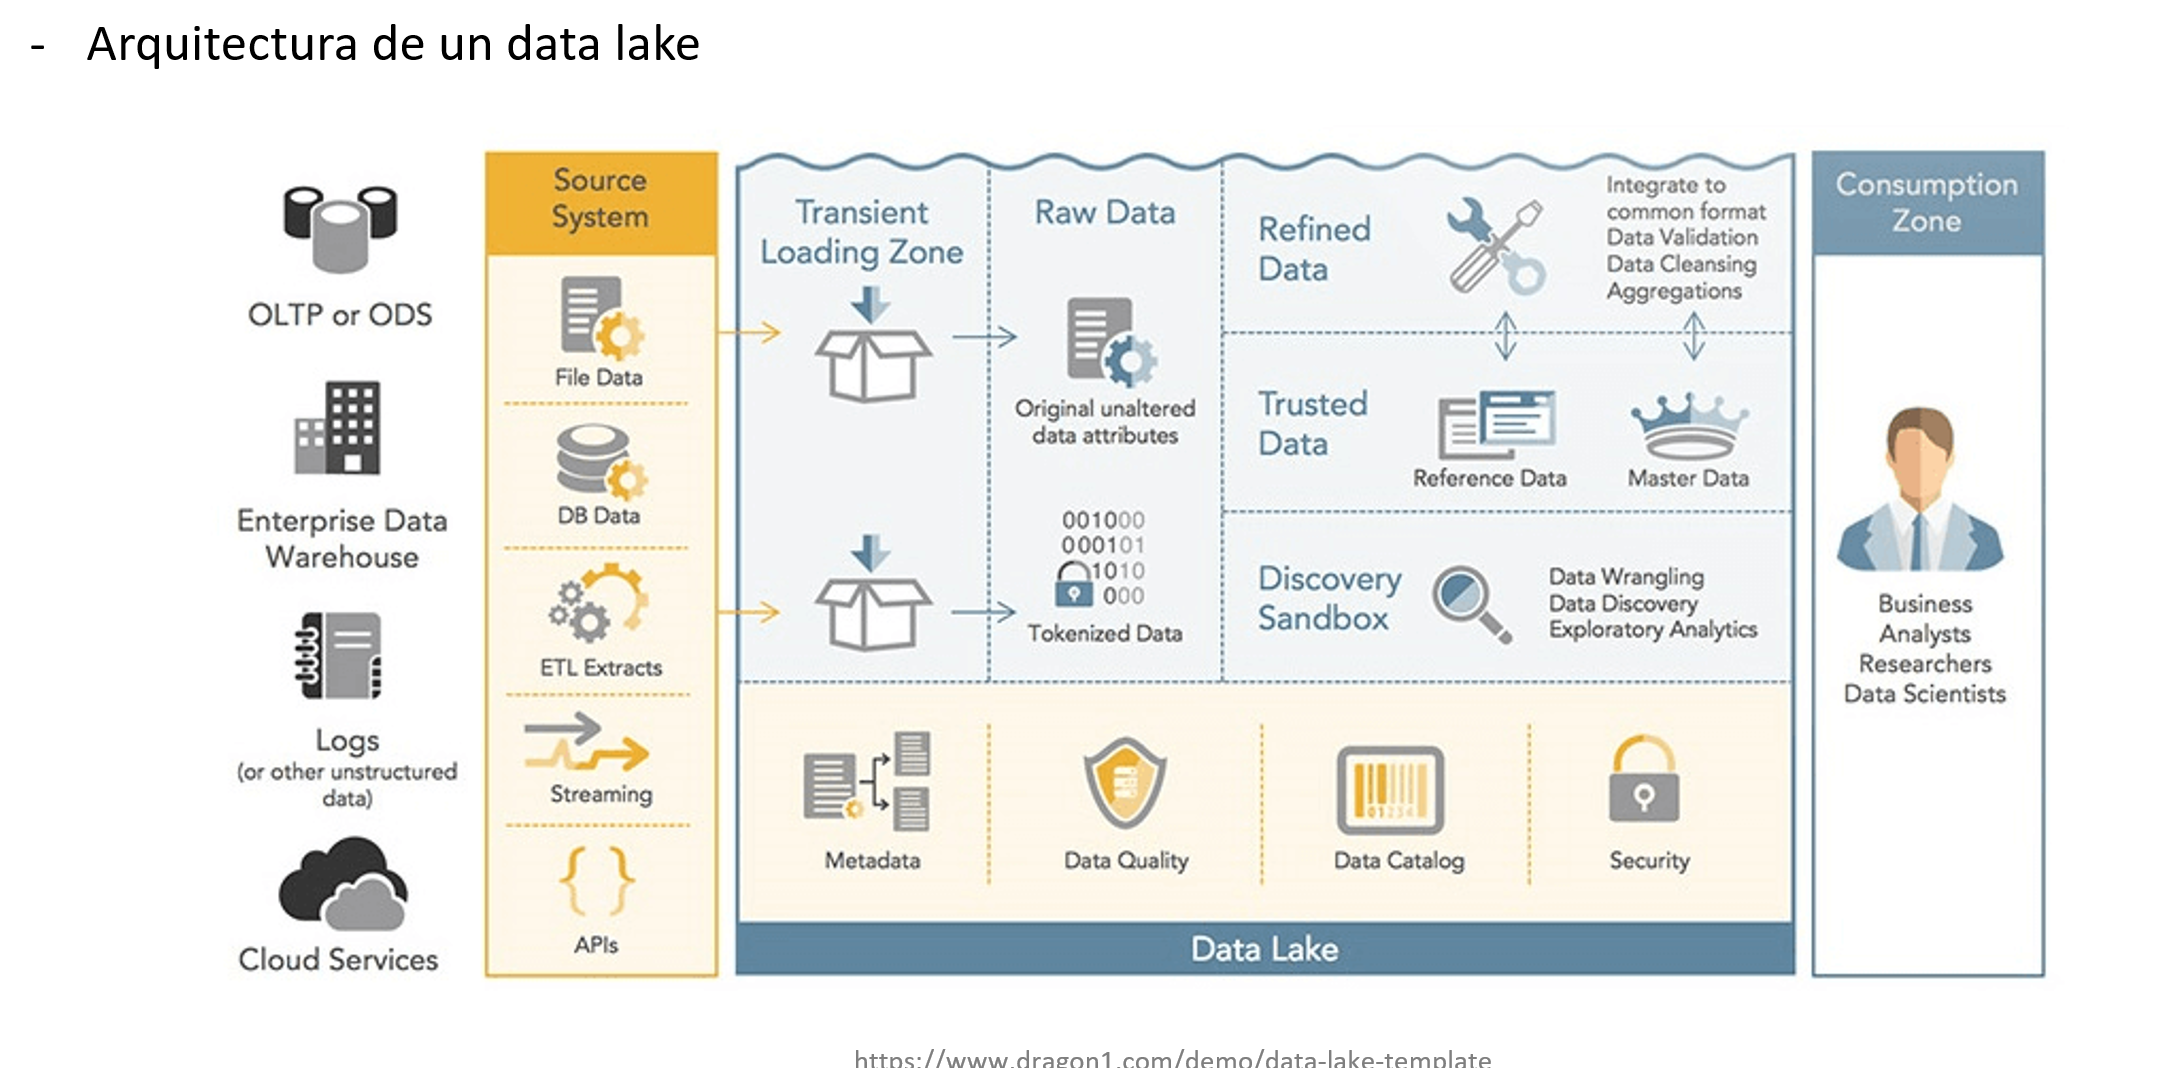 - Arquitectura de un data lake
OLTP or ODS
Enterprise Data
Warehouse
Logs
(or other unstructured
data)
Cloud Services
Source
System
File Data
DB Data
ETL Extracts
Streaming
{ }
APIs
Transient
Loading Zone
Raw Data
Original unaltered
data attributes
001000
000101
1010
000
Tokenized Data
Refined
Data
Integrate to
common format
Data Validation
Data Cleansing
Aggregations
Trusted
Data
Reference Data
Master Data
Discovery
Sandbox
Data Wrangling
Data Discovery
Exploratory Analytics
Metadata
Data Quality
01234
Data Catalog
Security
Data Lake
Consumption
Zone
Business
Analysts
Researchers
Data Scientists
https://www.dragon1.com/demo/data-lake-template